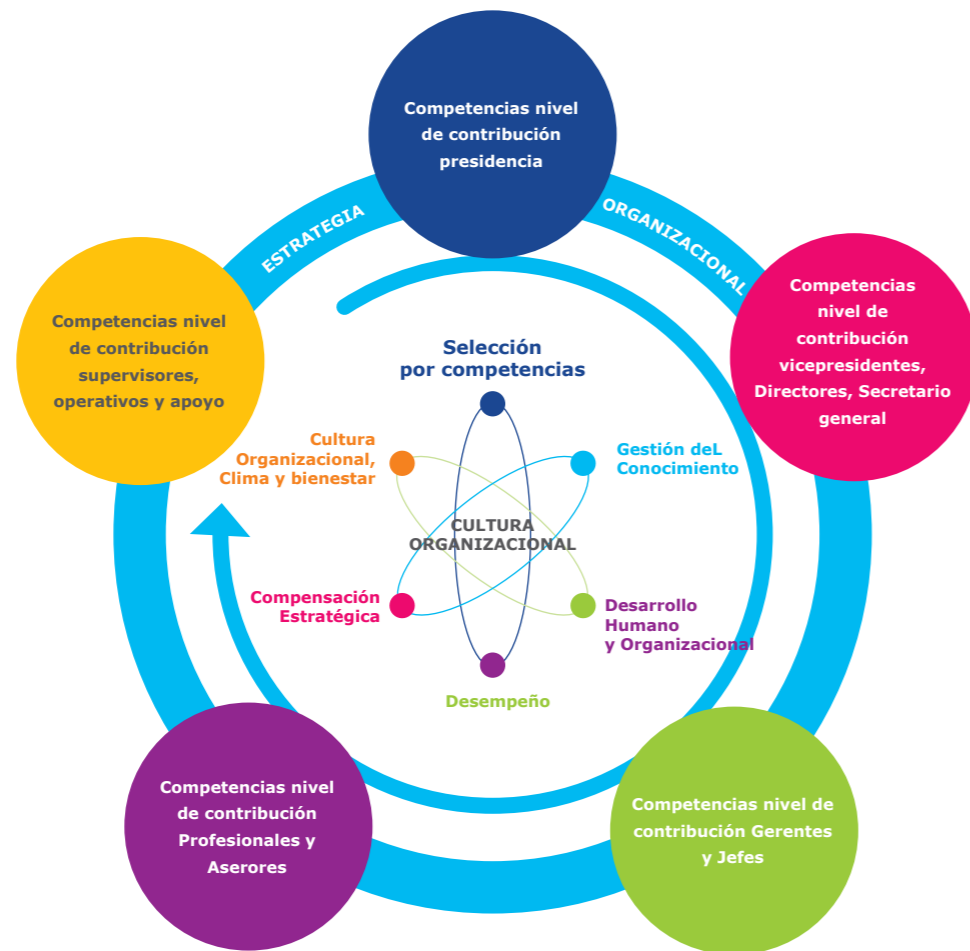 Competencias nivel
de contribución
presidencia
ESTRATEGIA
ORGANIZACIONAL
Competencias
nivel de
contribución
vicepresidentes,
Directores, Secretario
general
Competencias nivel
de contribución
supervisores,
operativos y apoyo
Selección
por competencias
Cultura
Organizacional,
Clima y bienestar
Gestión deL
Conocimiento
CULTURA
ORGANIZACIONAL
Compensación
Estratégica
Desarrollo
Humano
y Organizacional
Desempeño
Competencias nivel
de contribución
Profesionales y
Aserores
Competencias nivel de
contribución Gerentes
y Jefes